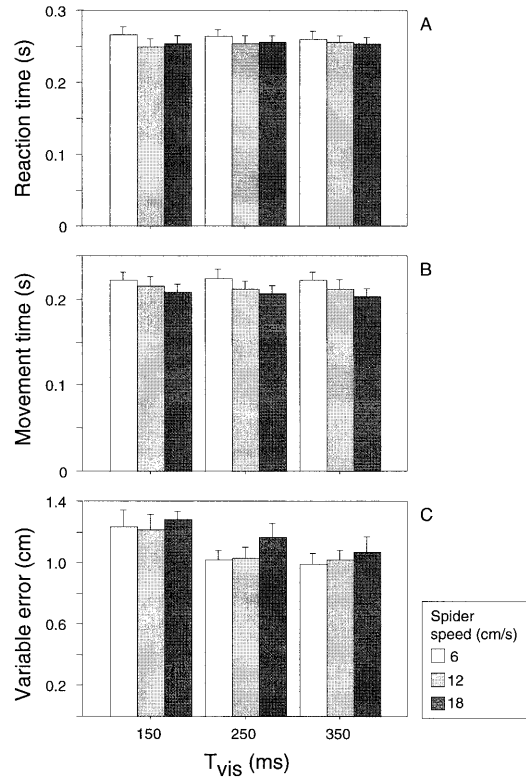 A
Reaction time (s)
0.3
0.2
0.1
0
B
Movement time (s)
0.2
0.1
0
C
Variable error (cm)
1.4
1.0
0.6
0.2
150
250
350
Tvis (ms)
Spider
speed (cm/s)
6
12
18